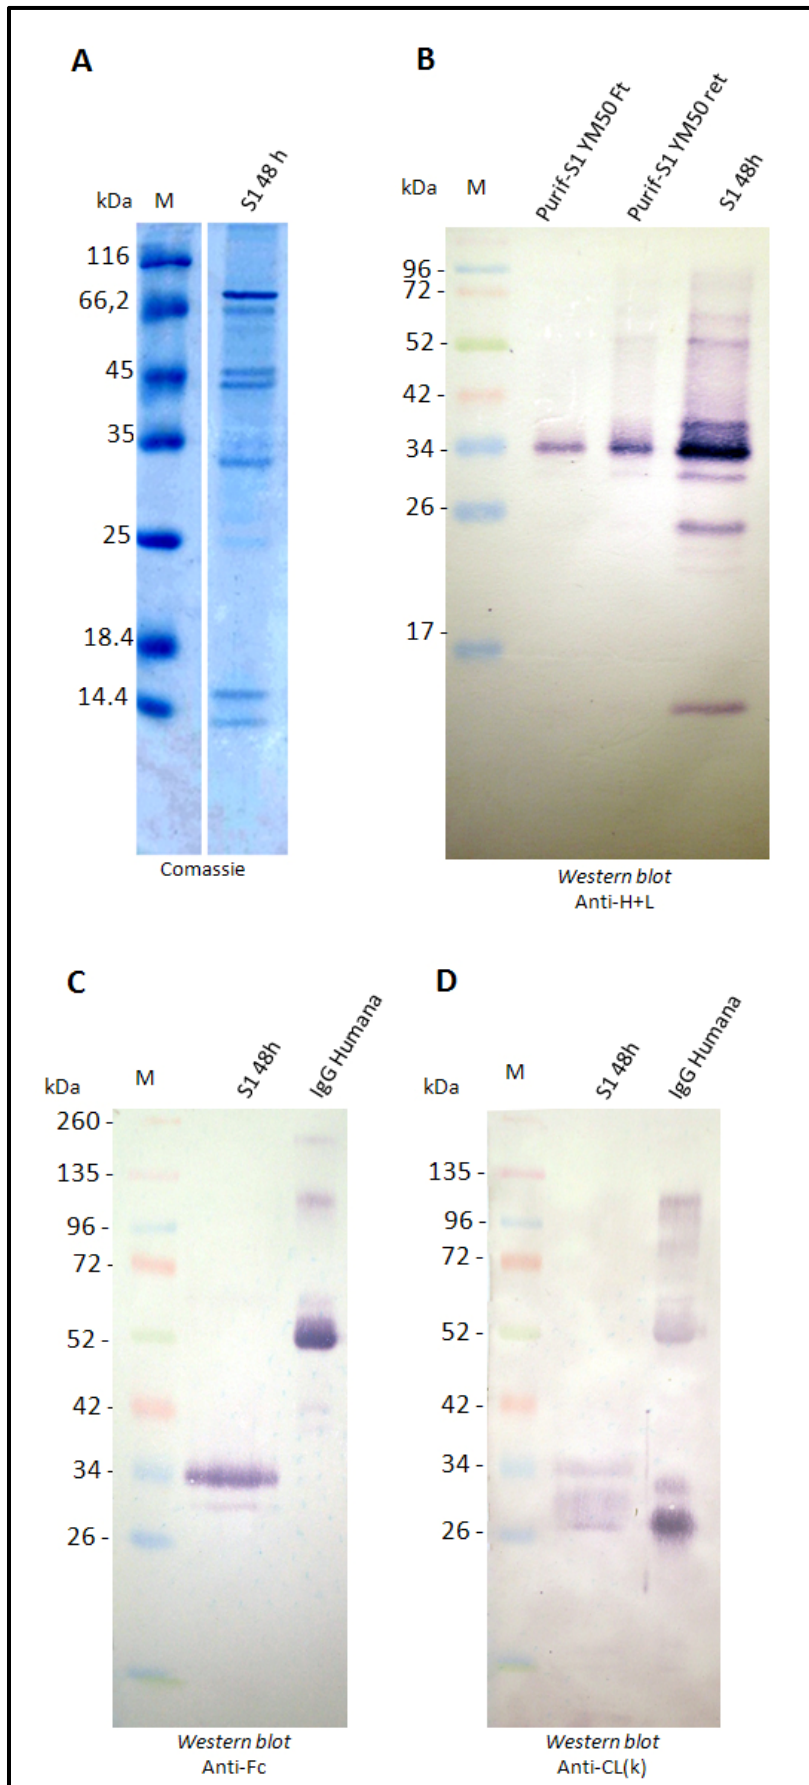 A
kDa M S1 48 h
116
66,2
45
35
25
18.4
14.4
Comassie
B
kDa M Purif-S1 YM50 Ft Purif-S1 YM50 ret S1 48h
96 -
72 -
52 -
42 -
34 -
26 -
17 -
Western blot
Anti-H+L
C
kDa M S1 48h IgG Humana
260 -
135 -
96 -
72 -
52 -
42 -
34 -
26 -
Western blot
Anti-Fc
D
kDa M S1 48h IgG Humana
135 -
96 -
72 -
52 -
42 -
34 -
26 -
Western blot
Anti-CL(k)